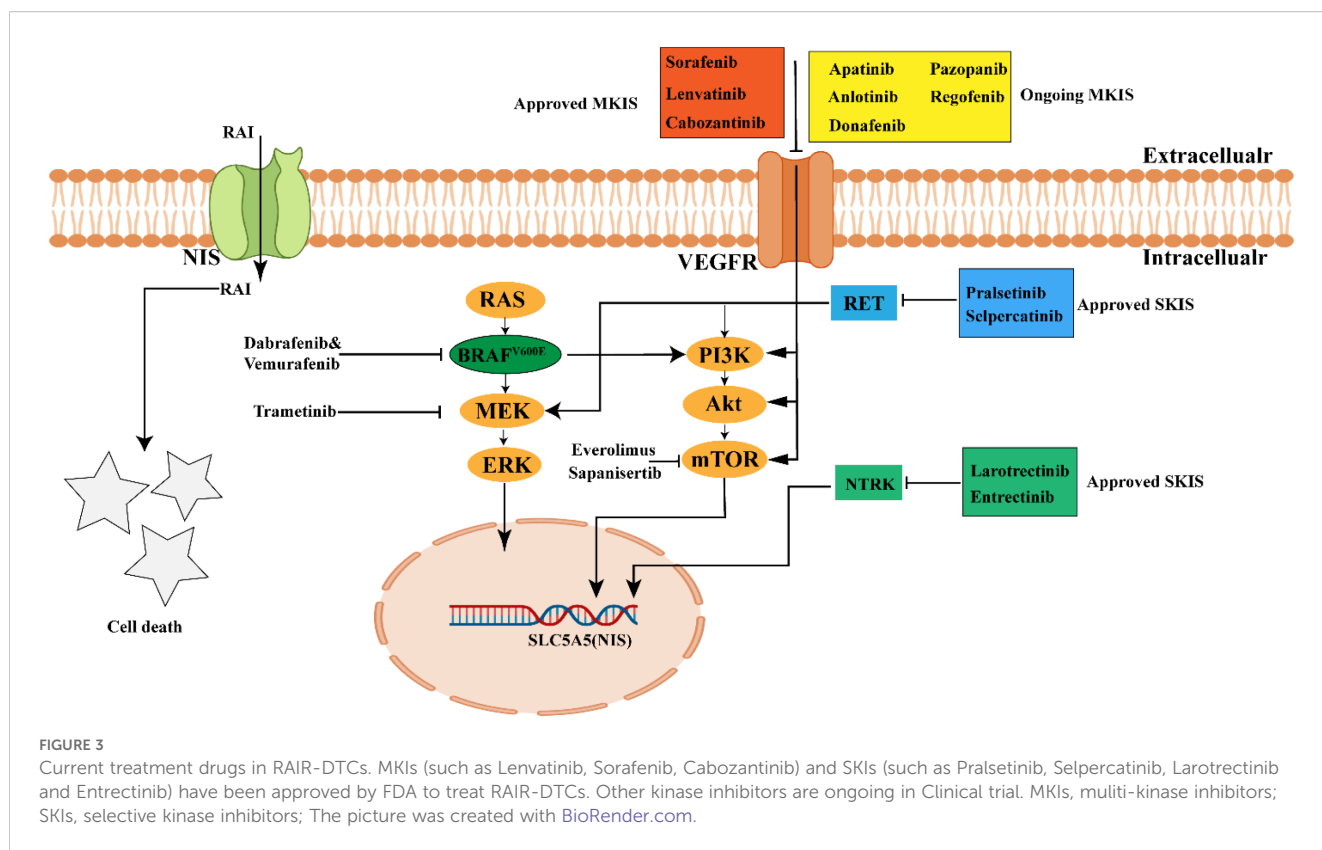 Sorafenib
Lenvatinib
Cabozantinib
Approved MKIS
Apatinib
Pazopanib
Anlotinib
Regofenib
Donafenib
Ongoing MKIS
RAI
Extracellualr
NIS
VEGFR
Intracellualr
RAI
RAS
RET
Pralsetinib
Selpercatinib
Approved SKIS
Dabrafenib&
Vemurafenib
BRAFV600E
PI3K
Trametinib
MEK
Akt
ERK
Everolimus
Sapanisertib
mTOR
NTRK
Larotrectinib
Entrectinib
Approved SKIS
Cell death
SLC5A5(NIS)
FIGURE 3
Current treatment drugs in RAIR-DTCs. MKIs (such as Lenvatinib, Sorafenib, Cabozantinib) and SKIs (such as Pralsetinib, Selpercatinib, Larotrectinib
and Entrectinib) have been approved by FDA to treat RAIR-DTCs. Other kinase inhibitors are ongoing in Clinical trial. MKIs, muliti-kinase inhibitors;
SKIs, selective kinase inhibitors; The picture was created with BioRender.com.